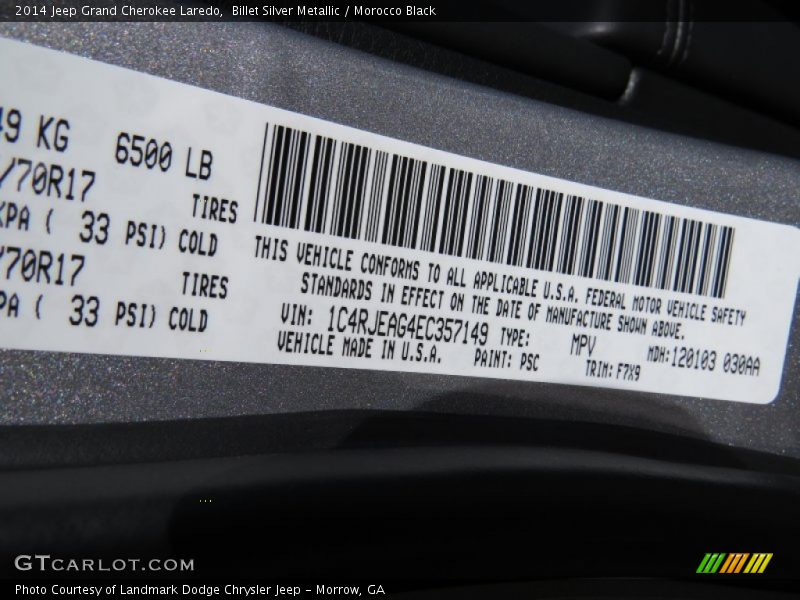 2014 Jeep Grand Cherokee Laredo, Billet Silver Metallic / Morocco Black
49 KG 6500 LB
/70R17 TIRES
KPA ( 33 PSI) COLD
/70R17 TIRES
PA ( 33 PSI) COLD
THIS VEHICLE CONFORMS TO ALL APPLICABLE U.S.A. FEDERAL MOTOR VEHICLE SAFETY
STANDARDS IN EFFECT ON THE DATE OF MANUFACTURE SHOWN ABOVE.
VIN: 1C4RJEAG4EC357149 TYPE: MPV MDH: 120103 030AA
VEHICLE MADE IN U.S.A. PAINT: PSC TRIM: F7X9
GTCARLOT.COM
Photo Courtesy of Landmark Dodge Chrysler Jeep - Morrow, GA